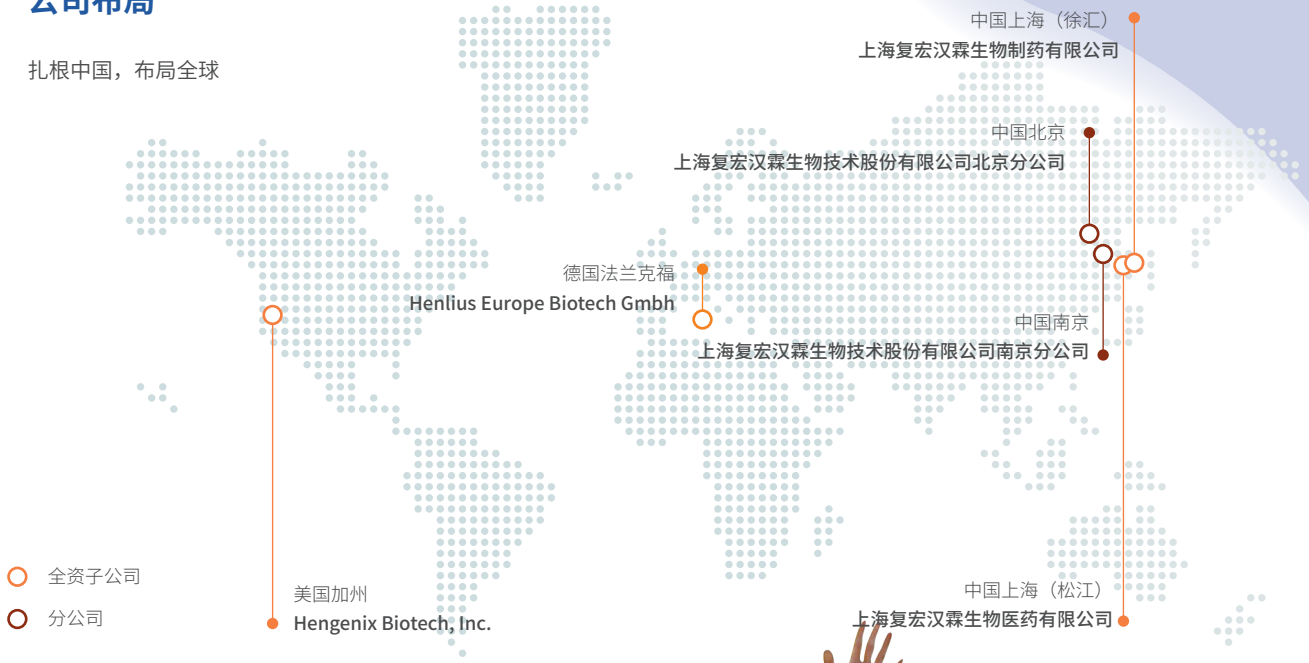 公司布局
扎根中国，布局全球
中国上海（徐汇）
上海复宏汉霖生物制药有限公司
中国北京
上海复宏汉霖生物技术股份有限公司北京分公司
德国法兰克福
Henlius Europe Biotech Gmbh
中国南京
上海复宏汉霖生物技术股份有限公司南京分公司
全资子公司
分公司
美国加州
Hengenix Biotech, Inc.
中国上海（松江）
上海复宏汉霖生物医药有限公司